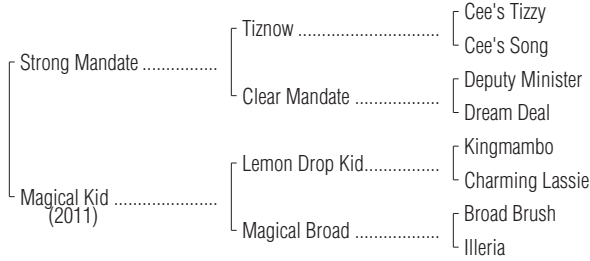 Cee's Tizzy
Tiznow ................................
Cee's Song
Strong Mandate ................
Deputy Minister
Clear Mandate ...................
Dream Deal
Kingmambo
Lemon Drop Kid.................
Charming Lassie
Magical Kid ......................
(2011)
Broad Brush
Magical Broad ...................
Illeria